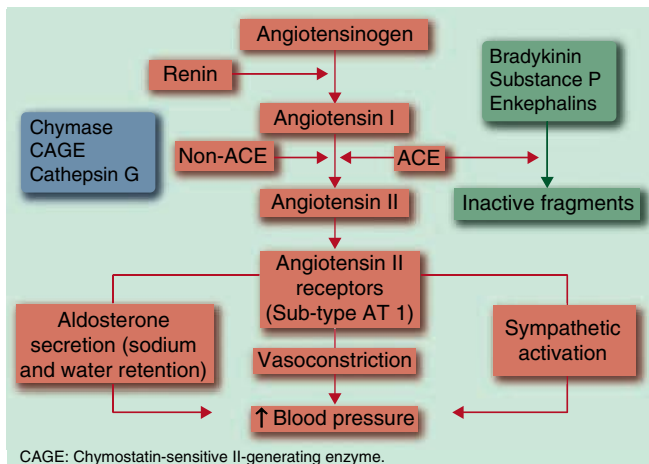 Angiotensinogen
Renin
Bradykinin
Substance P
Enkephalins
Angiotensin I
Chymase
CAGE
Cathepsin G
Non-ACE
ACE
Angiotensin II
Inactive fragments
Angiotensin II
receptors
(Sub-type AT 1)
Aldosterone
secretion (sodium
and water retention)
Sympathetic
activation
Vasoconstriction
↑ Blood pressure
CAGE: Chymostatin-sensitive II-generating enzyme.